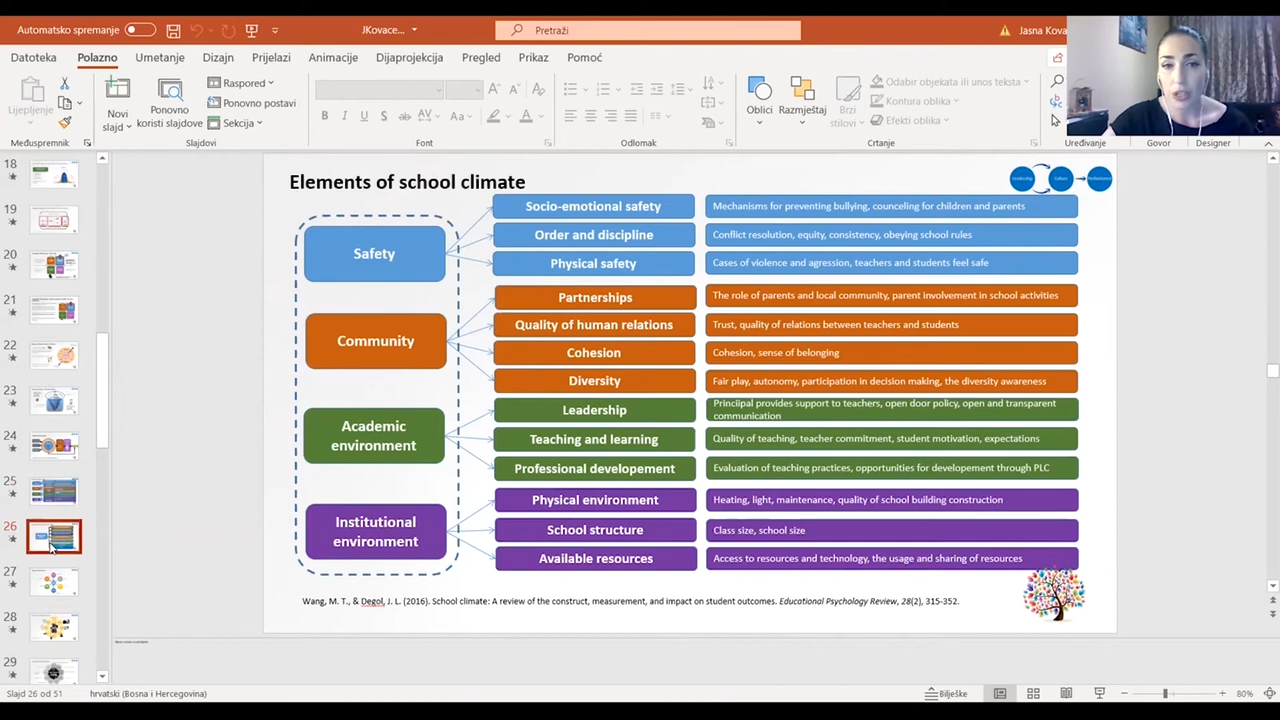 Automatsko spremanje
JKovace...
Pretraži
Jasna Kova
Datoteka
Polazno
Umetanje
Dizajn
Prijelazi
Animacije
Dijaprojekcija
Pregled
Prikaz
Pomoć
Lijepljenje
Novi slajd
Ponovno koristi slajdove
Raspored
Ponovno postavi
Sekcija
Oblici
Razmještaj
Brzi stilovi
Odabir objekata ili unos teksta
Kontura oblika
Efekti oblika
Međuspremnik
Slajdovi
Font
Odlomak
Crtanje
Uređivanje
Govor
Designer
18
19
20
21
22
23
24
25
26
27
28
29
Elements of school climate
Leadership
Culture
Performance
Safety
Socio-emotional safety
Mechanisms for preventing bullying, counceling for children and parents
Order and discipline
Conflict resolution, equity, consistency, obeying school rules
Physical safety
Cases of violence and agression, teachers and students feel safe
Community
Partnerships
The role of parents and local community, parent involvement in school activities
Quality of human relations
Trust, quality of relations between teachers and students
Cohesion
Cohesion, sense of belonging
Diversity
Fair play, autonomy, participation in decision making, the diversity awareness
Academic
environment
Leadership
Princiipal provides support to teachers, open door policy, open and transparent
communication
Teaching and learning
Quality of teaching, teacher commitment, student motivation, expectations
Professional developement
Evaluation of teaching practices, opportunities for developement through PLC
Institutional
environment
Physical environment
Heating, light, maintenance, quality of school building construction
School structure
Class size, school size
Available resources
Access to resources and technology, the usage and sharing of resources
Wang, M. T., & Degol, J. L. (2016). School climate: A review of the construct, measurement, and impact on student outcomes. Educational Psychology Review, 28(2), 315-352.
Slajd 26 od 51
hrvatski (Bosna i Hercegovina)
Bilješke
80%